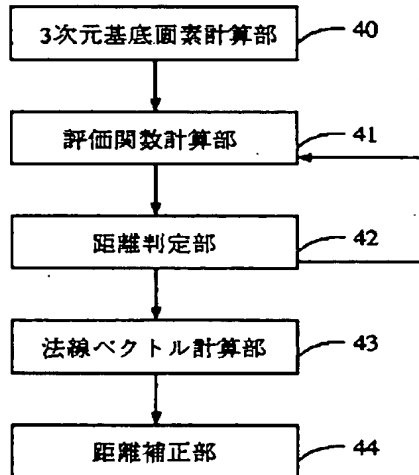 3次元基底画素計算部 40
評価関数計算部 41
距離判定部 42
法線ベクトル計算部 43
距離補正部 44